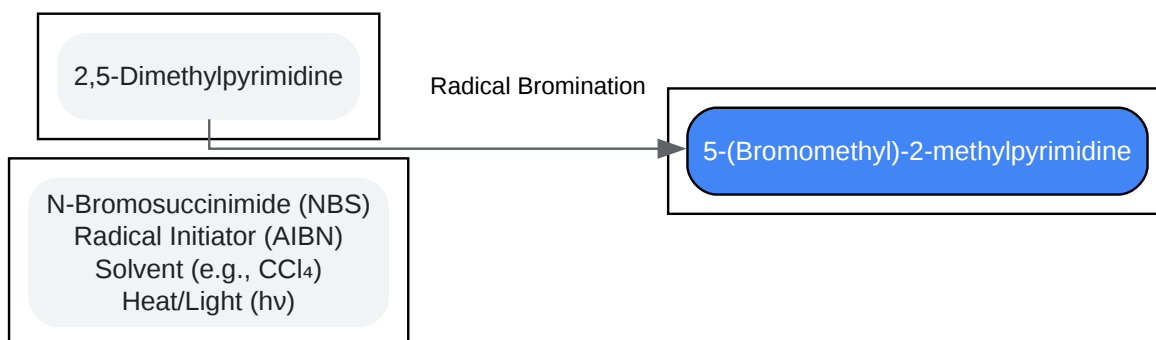 2,5-Dimethylpyrimidine
Radical Bromination
5-(Bromomethyl)-2-methylpyrimidine
N-Bromosuccinimide (NBS)
Radical Initiator (AIBN)
Solvent (e.g., CCl₄)
Heat/Light (hν)